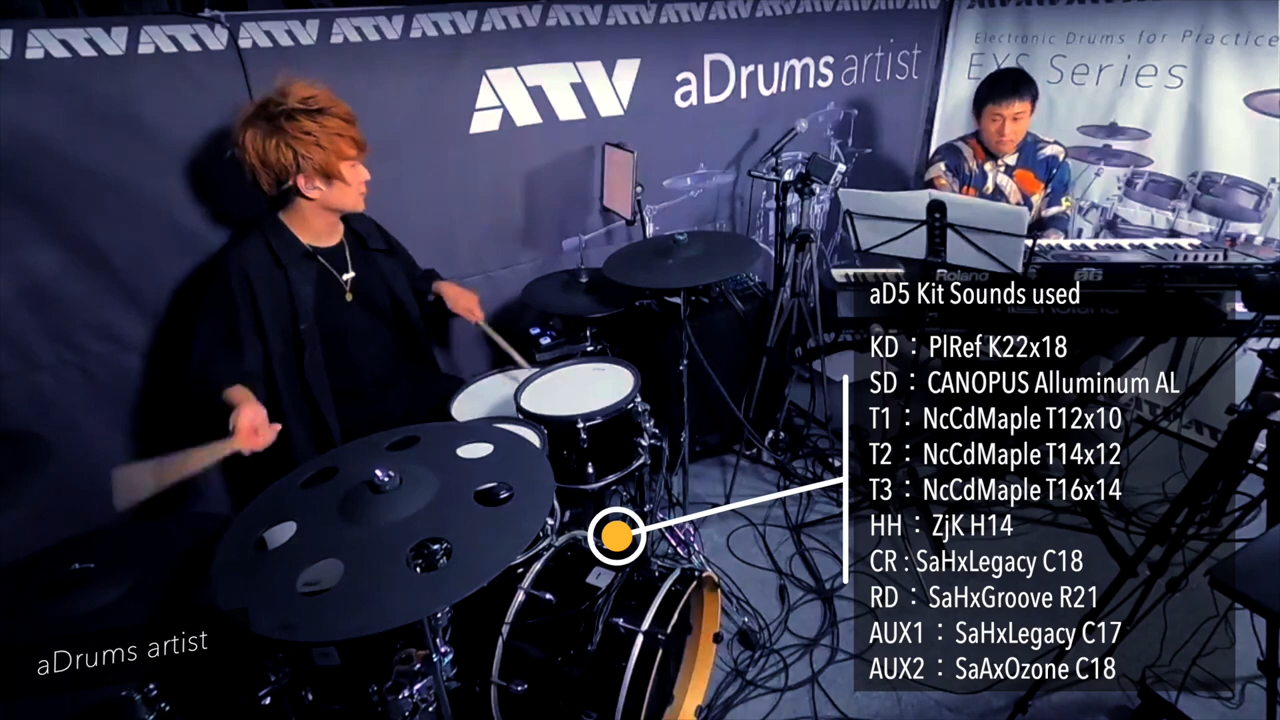 ATV ATV ATV ATV ATV ATV ATV ATV ATV ATV
ATV aDrums artist
Electronic Drums for Practice
EXS Series
Roland
aD5 Kit Sounds used
KD：PlRef K22x18
SD：CANOPUS Alluminum AL
T1：NcCdMaple T12x10
T2：NcCdMaple T14x12
T3：NcCdMaple T16x14
HH：ZjK H14
CR : SaHxLegacy C18
RD：SaHxGroove R21
AUX1：SaHxLegacy C17
AUX2：SaAxOzone C18
aDrums artist